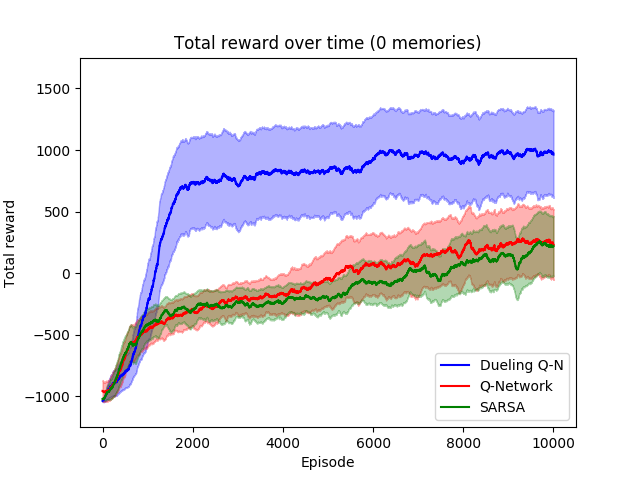 Total reward over time (0 memories)
Total reward
1500
1000
500
0
−500
−1000
0
2000
4000
6000
8000
10000
Episode
Dueling Q-N
Q-Network
SARSA